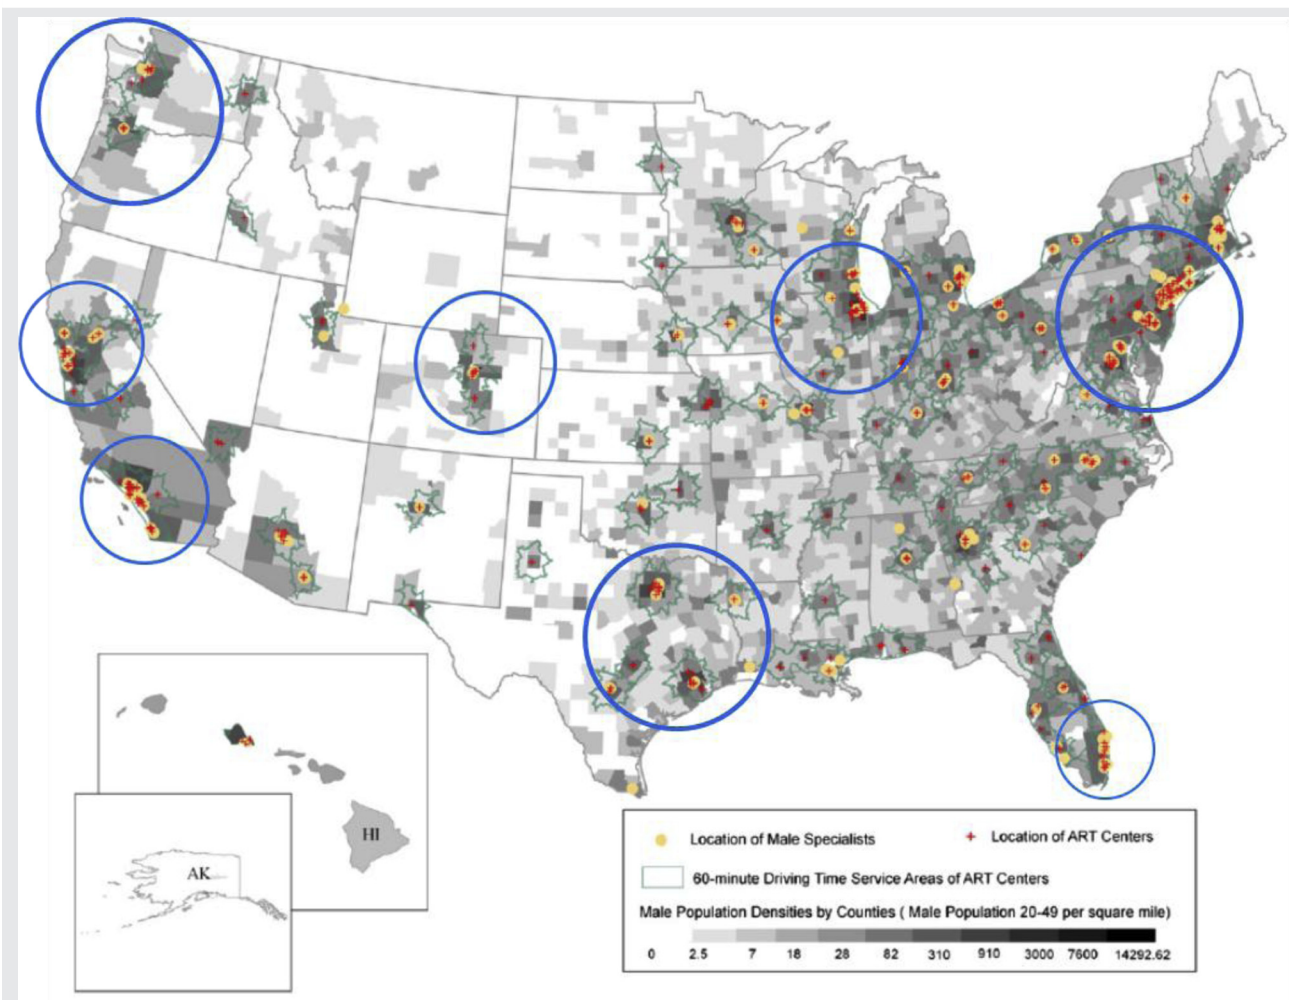 HI
AK
Location of Male Specialists
Location of ART Centers
60-minute Driving Time Service Areas of ART Centers
Male Population Densities by Counties ( Male Population 20-49 per square mile)
0 2.5 7 18 28 82 310 910 3000 7600 14292.62